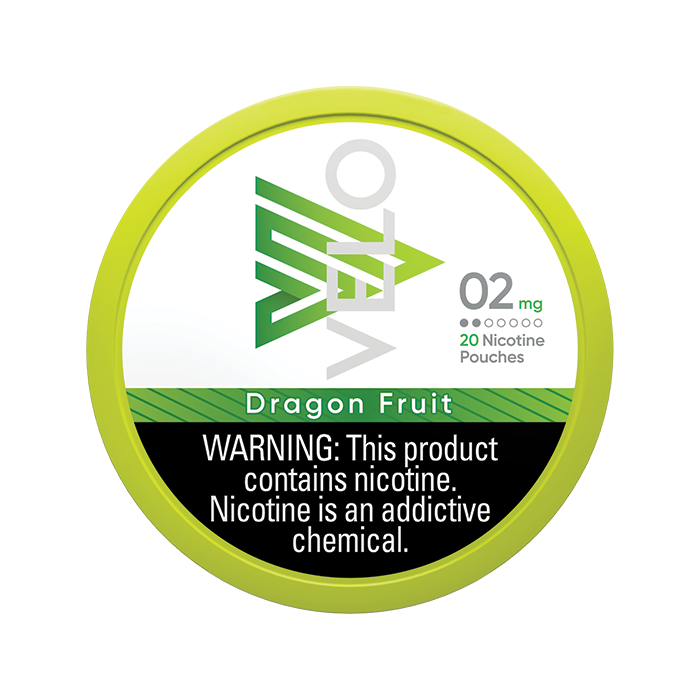 VELO
02 mg
20 Nicotine
Pouches
Dragon Fruit
WARNING: This product
contains nicotine.
Nicotine is an addictive
chemical.